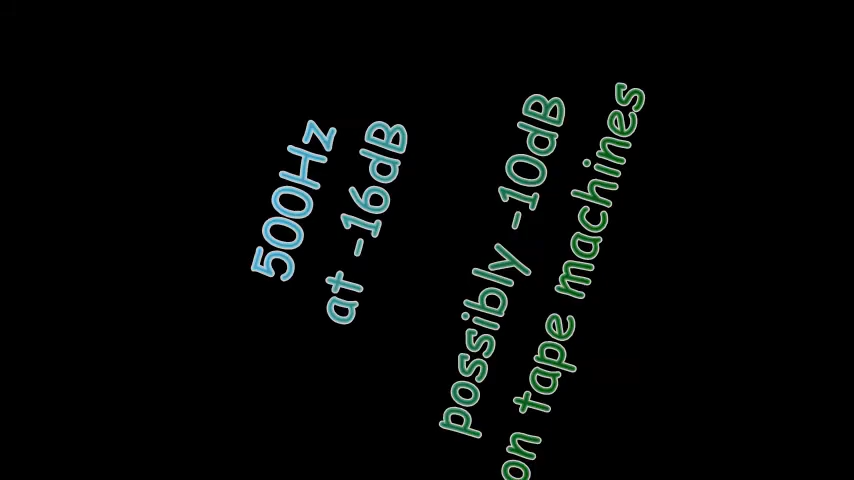 500Hz
at -16dB
possibly -10dB
on tape machines